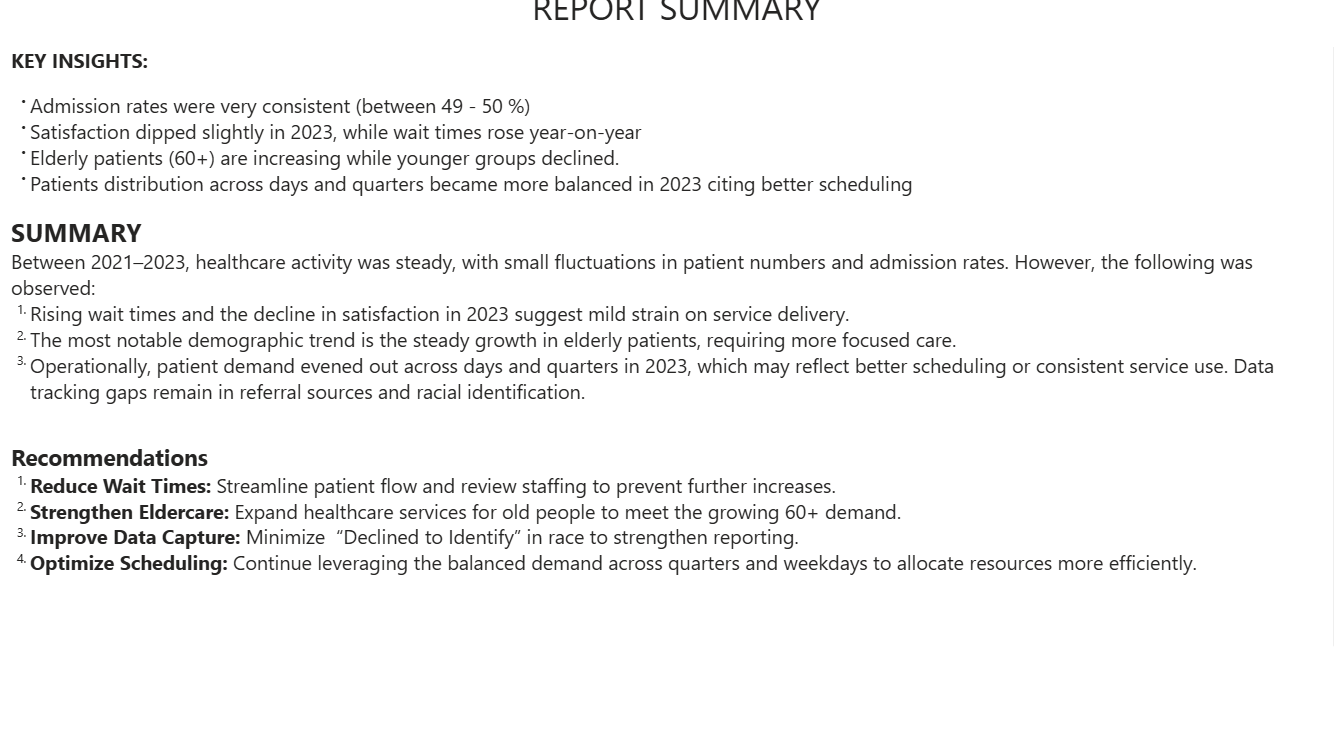 REPORT SUMMARY
KEY INSIGHTS:
• Admission rates were very consistent (between 49 - 50 %)
• Satisfaction dipped slightly in 2023, while wait times rose year-on-year
• Elderly patients (60+) are increasing while younger groups declined.
• Patients distribution across days and quarters became more balanced in 2023 citing better scheduling
SUMMARY
Between 2021–2023, healthcare activity was steady, with small fluctuations in patient numbers and admission rates. However, the following was
observed:
1. Rising wait times and the decline in satisfaction in 2023 suggest mild strain on service delivery.
2. The most notable demographic trend is the steady growth in elderly patients, requiring more focused care.
3. Operationally, patient demand evened out across days and quarters in 2023, which may reflect better scheduling or consistent service use. Data
tracking gaps remain in referral sources and racial identification.
Recommendations
1. Reduce Wait Times: Streamline patient flow and review staffing to prevent further increases.
2. Strengthen Eldercare: Expand healthcare services for old people to meet the growing 60+ demand.
3. Improve Data Capture: Minimize  “Declined to Identify” in race to strengthen reporting.
4. Optimize Scheduling: Continue leveraging the balanced demand across quarters and weekdays to allocate resources more efficiently.